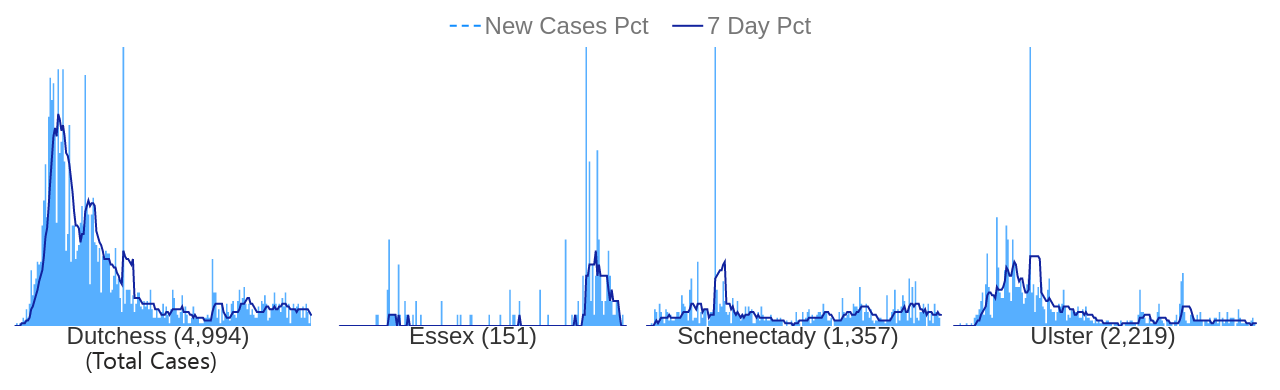 New Cases Pct 7 Day Pct
Dutchess (4,994) Essex (151) Schenectady (1,357) Ulster (2,219)
(Total Cases)